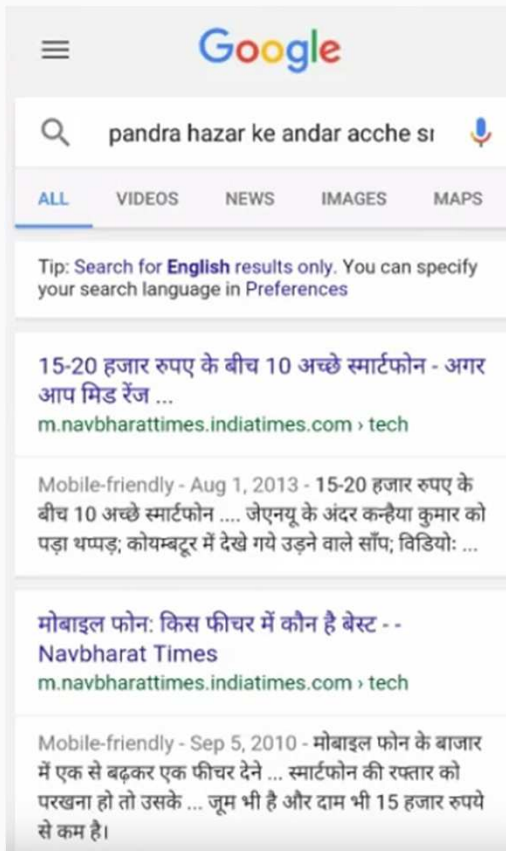 Google
pandra hazar ke andar acche
ALL VIDEOS NEWS IMAGES MAPS
Tip: Search for English results only. You can specify
your search language in Preferences
15-20 हजार रुपए के बीच 10 अच्छे स्मार्टफोन - अगर
आप मिड रेंज ...
m.navbharattimes.indiatimes.com › tech
Mobile-friendly - Aug 1, 2013 - 15-20 हजार रुपए के
बीच 10 अच्छे स्मार्टफोन .... जेएनयू के अंदर कन्हैया कुमार को
पड़ा थप्पड़; कोयम्बटूर में देखे गये उड़ने वाले साँप; विडियोः ...
मोबाइल फोन: किस फीचर में कौन है बेस्ट - -
Navbharat Times
m.navbharattimes.indiatimes.com › tech
Mobile-friendly - Sep 5, 2010 - मोबाइल फोन के बाजार
में एक से बढ़कर एक फीचर देने ... स्मार्टफोन की रफ्तार को
परखना हो तो उसके ... जूम भी है और दाम भी 15 हजार रुपये
से कम है।